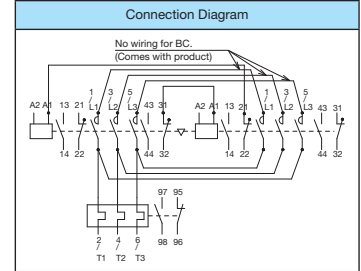 Connection Diagram
No wiring for BC.
(Comes with product)
1/L1 3/L2 5/L3
1/L1 3/L2 5/L3
A2 A1 13 21 43 31
A2 A1 13 21 43 31
14 22 44 32
14 22 44 32
97 95
98 96
2/T1 4/T2 6/T3